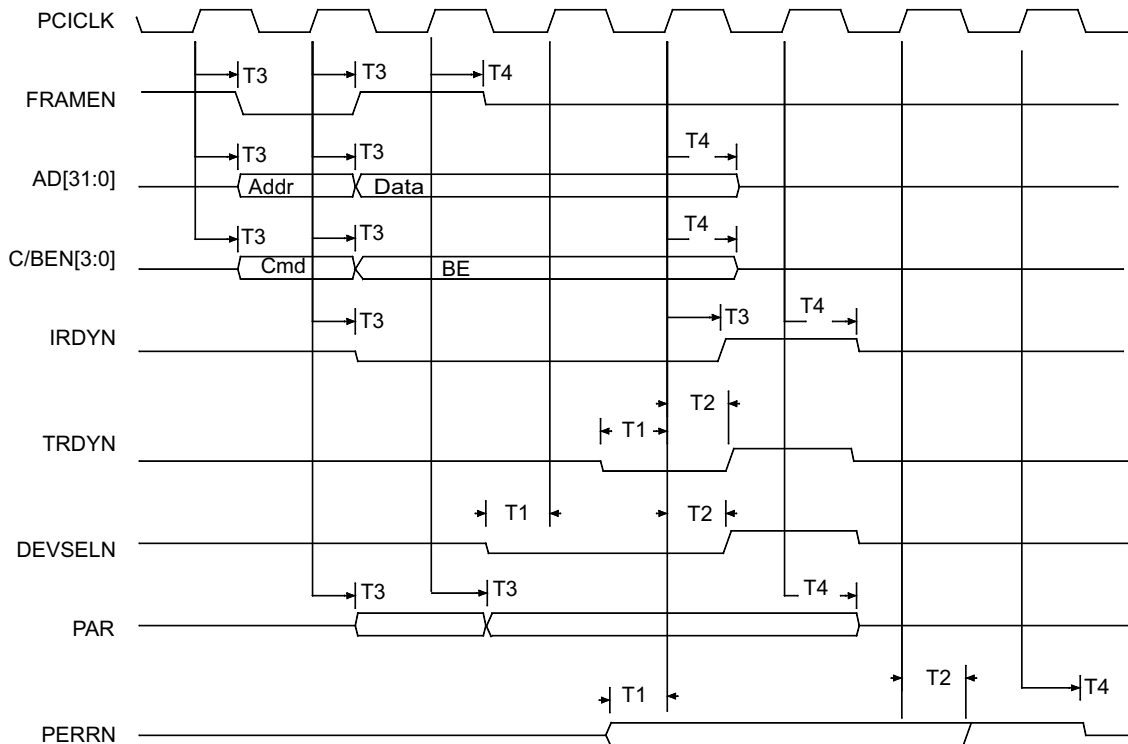 PCICLK
T3 T3 T4
FRAMEN
T3 T3 T4
AD[31:0]
Addr Data
T3 T3 T4
C/BEN[3:0]
Cmd BE
T3 T3 T4
IRDYN
T2
T1
TRDYN
T1 T2
DEVSELN
T3 T3 T4
PAR
T2
T1 T4
PERRN